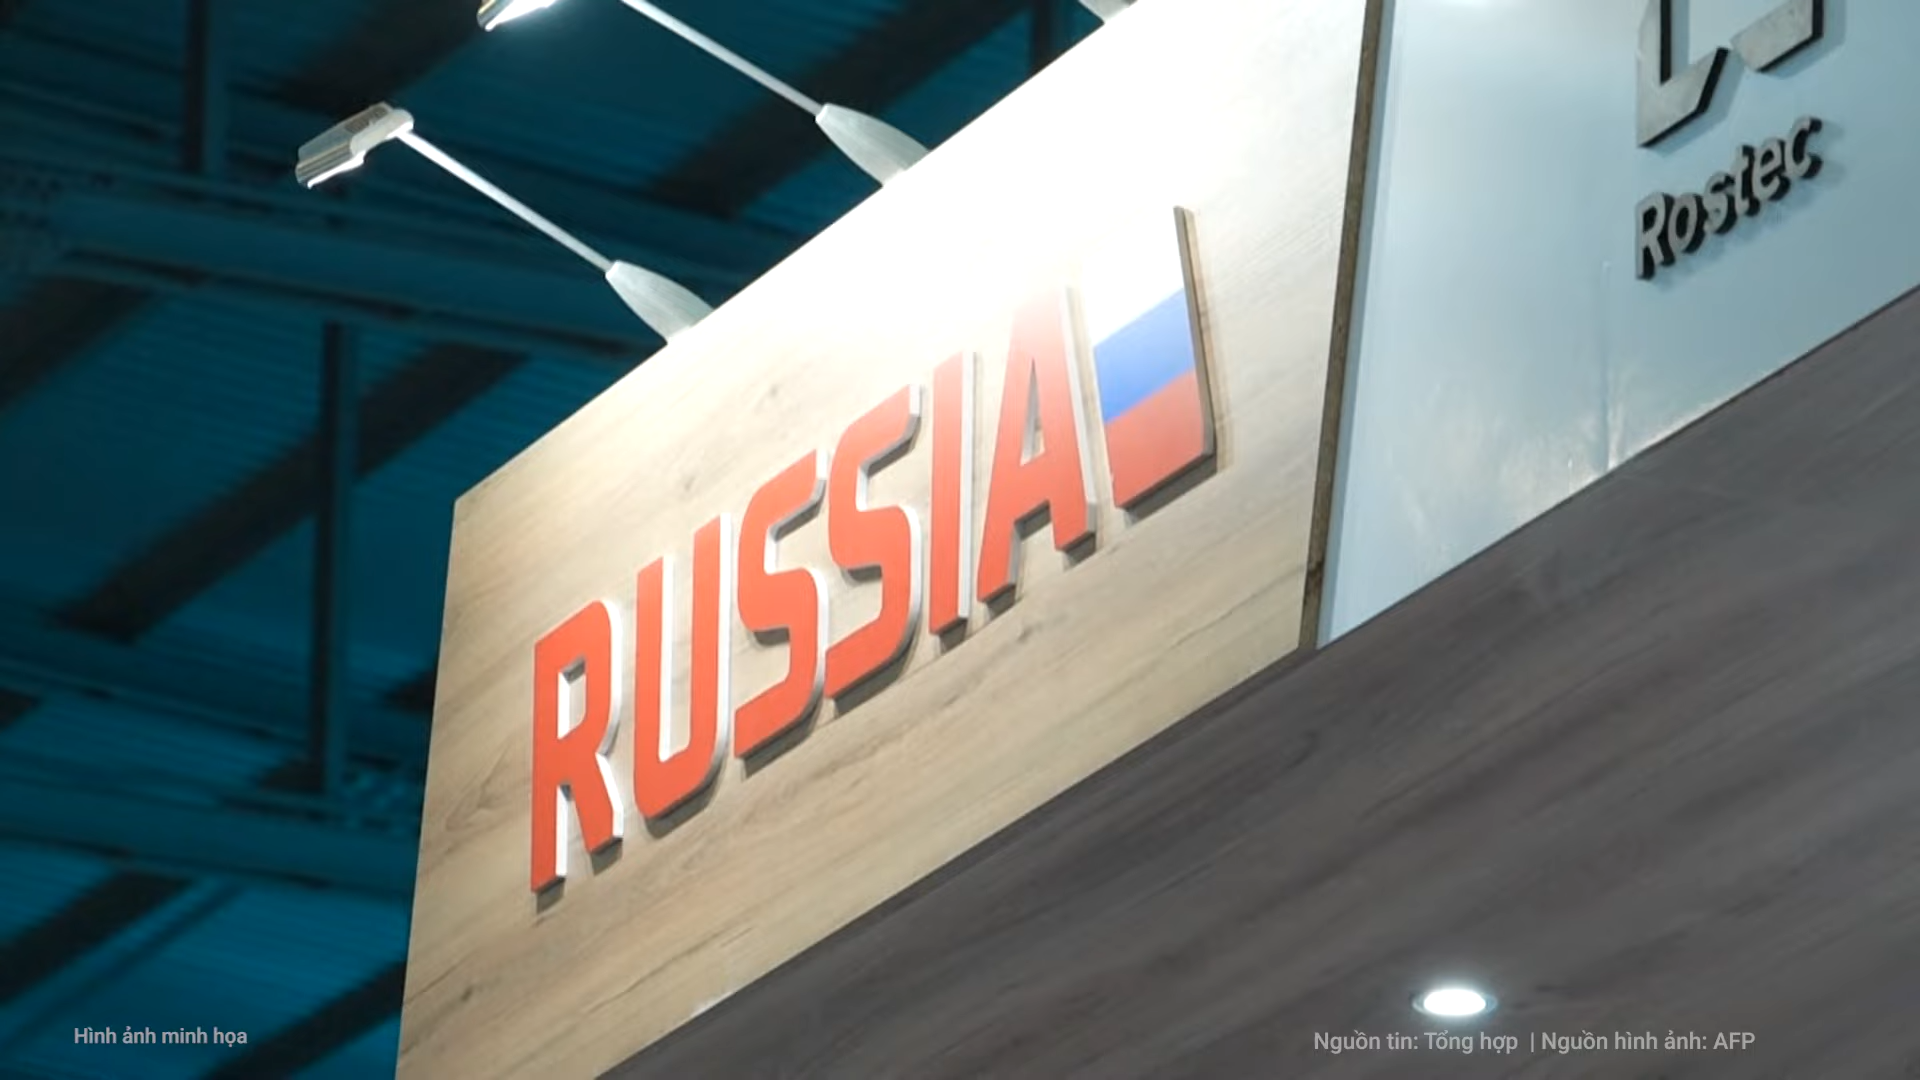 RUSSIA
Rostec
Hình ảnh minh họa
Nguồn tin: Tổng hợp | Nguồn hình ảnh: AFP